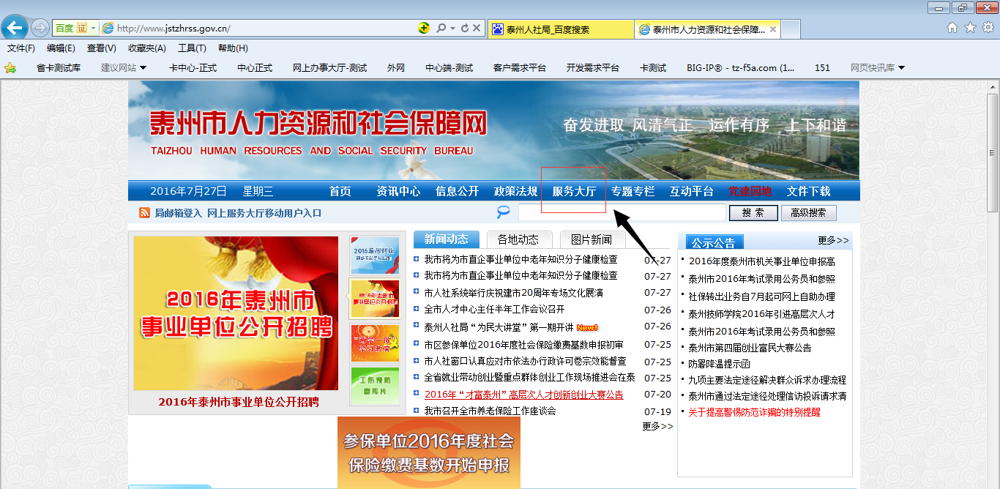 百度 证 http://www.jstzhrss.gov.cn/ 泰州人社局_百度搜索 泰州市人力资源和社会保障...
文件(F) 编辑(E) 查看(V) 收藏夹(A) 工具(T) 帮助(H)
省卡测试库 建议网站 卡中心-正式 中心正式 网上办事大厅-测试 外网 中心端-测试 客户需求平台 开发需求平台 卡测试 BIG-IP® - tz-f5a.com (1... 151 网页快讯库
泰州市人力资源和社会保障网
TAIZHOU HUMAN RESOURCES AND SOCIAL SECURITY BUREAU
奋发进取 风清气正 运作有序 上下和谐
2016年7月27日 星期三 首页 资讯中心 信息公开 政策法规 服务大厅 专题专栏 互动平台 党建园地 文件下载
局邮箱登入 网上服务大厅移动用户入口 搜 索 高级搜索
2016年泰州市
事业单位公开招聘
2016年泰州市事业单位公开招聘
2016泰州创业
2016年泰州市
事业单位公开招聘
"两学一做"
学习教育
工伤预防
宣传片
新闻动态 各地动态 图片新闻
我市将为市直企事业单位中老年知识分子健康检查 07-27
我市将为市直企事业单位中老年知识分子健康检查 07-27
市人社系统举行庆祝建市20周年专场文化展演 07-27
全市人才中心主任半年工作会议召开 07-26
泰州人社局“为民大讲堂”第一期开讲 New! 07-26
市区参保单位2016年度社会保险缴费基数申报初审 07-25
市人社窗口认真应对市依法办行政许可卷宗效能督查 07-25
全省就业带动创业暨重点群体创业工作现场推进会在泰 07-25
2016年“才富泰州”高层次人才创新创业大赛公告 07-20
我市召开全市养老保险工作座谈会 07-19
更多>>
公示公告 更多>>
2016年度泰州市机关事业单位申报高
泰州市2016年考试录用公务员和参照
社保转出业务自7月起可网上自助办理
泰州技师学院2016年引进高层次人才
泰州市2016年考试录用公务员和参照
泰州市第四届创业富民大赛公告
防暑降温提示函
九项主要法定途径解决群众诉求办理流程
泰州市通过法定途径处理信访投诉请求清
关于提高警惕防范诈骗的特别提醒
参保单位2016年度社会
保险缴费基数开始申报